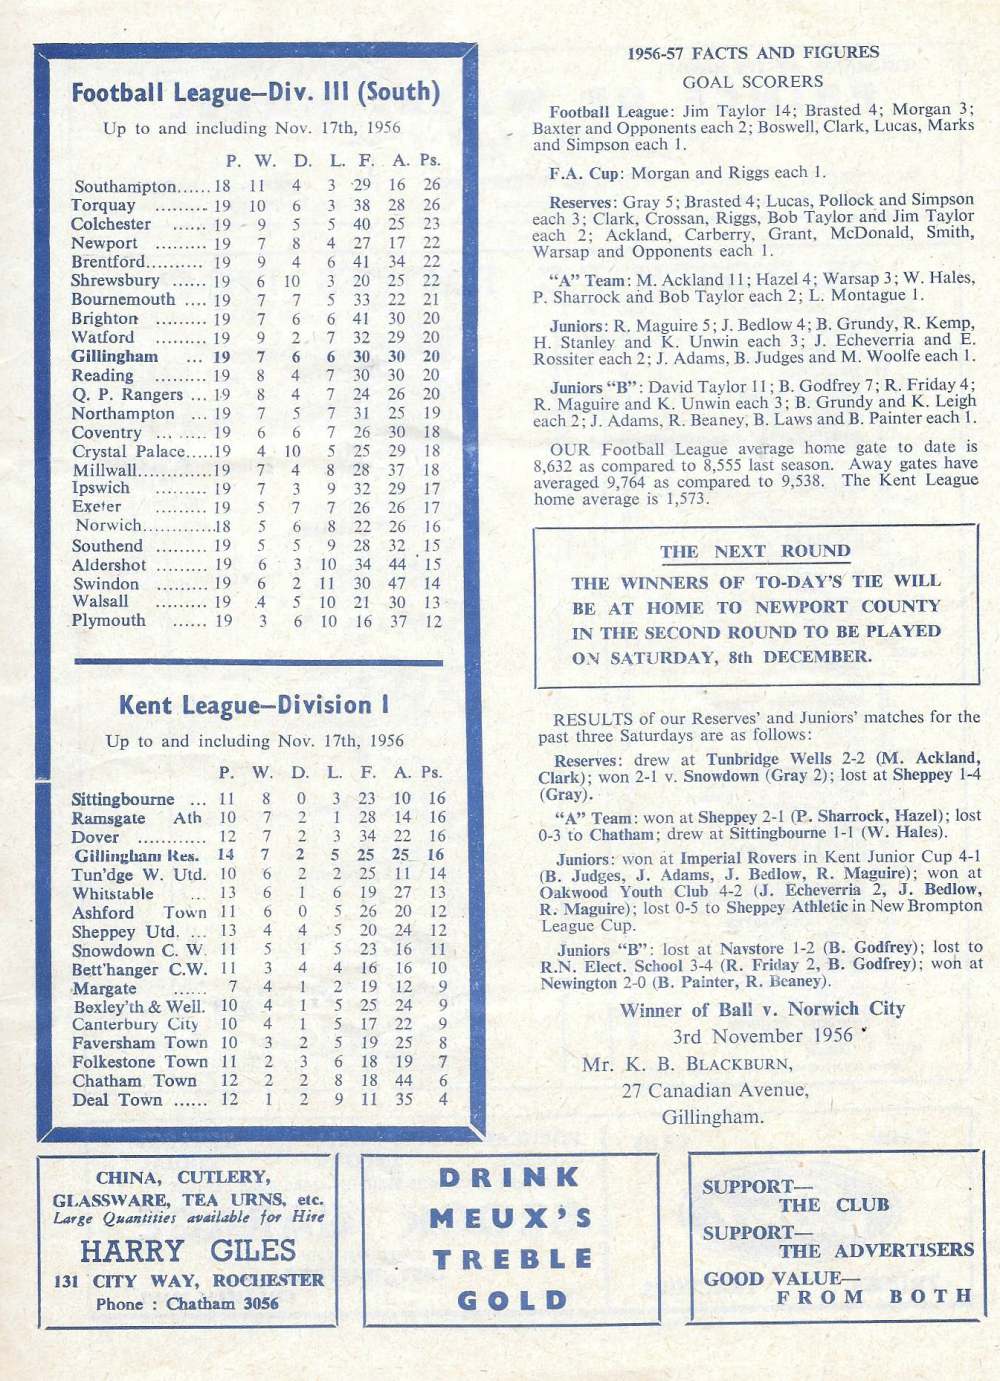 Football League—Div. III (South)
Up to and including Nov. 17th, 1956
P. W. D. L. F. A. Ps.
Southampton...... 18 11 4 3 29 16 26
Torquay ......... 19 10 6 3 38 28 26
Colchester ...... 19 9 5 5 40 25 23
Newport ......... 19 7 8 4 27 17 22
Brentford.......... 19 9 4 6 41 34 22
Shrewsbury ...... 19 6 10 3 20 25 22
Bournemouth .... 19 7 7 5 33 22 21
Brighton ......... 19 7 6 6 41 30 20
Watford ......... 19 9 2 7 32 29 20
Gillingham ... 19 7 6 6 30 30 20
Reading ......... 19 8 4 7 30 30 20
Q. P. Rangers ... 19 8 4 7 24 26 20
Northampton ... 19 7 5 7 31 25 19
Coventry ... ..... 19 6 6 7 26 30 18
Crystal Palace.....19 4 10 5 25 29 18
Millwall............19 7 4 8 28 37 18
Ipswich ......... 19 7 3 9 32 29 17
Exeter ......... 19 5 7 7 26 26 17
Norwich............18 5 6 8 22 26 16
Southend ......... 19 5 5 9 28 32 15
Aldershot ......... 19 6 3 10 34 44 15
Swindon ......... 19 6 2 11 30 47 14
Walsall ......... 19 4 5 10 21 30 13
Plymouth ...... 19 3 6 10 16 37 12
Kent League—Division I
Up to and including Nov. 17th, 1956
P. W. D. L. F. A. Ps.
Sittingbourne ... 11 8 0 3 23 10 16
Ramsgate Ath 10 7 2 1 28 14 16
Dover ............ 12 7 2 3 34 22 16
Gillingham Res. 14 7 2 5 25 25 16
Tun'dge W. Utd. 10 6 2 2 25 11 14
Whitstable ... 13 6 1 6 19 27 13
Ashford Town 11 6 0 5 26 20 12
Sheppey Utd. ... 13 4 4 5 20 24 12
Snowdown C. W. 11 5 1 5 23 16 11
Bett'hanger C.W. 11 3 4 4 16 16 10
Margate ...... 7 4 1 2 19 12 9
Bexley'th & Well. 10 4 1 5 25 24 9
Canterbury City 10 4 1 5 17 22 9
Faversham Town 10 3 2 5 19 25 8
Folkestone Town 11 2 3 6 18 19 7
Chatham Town 12 2 2 8 18 44 6
Deal Town ...... 12 1 2 9 11 35 4
1956-57 FACTS AND FIGURES
GOAL SCORERS
Football League: Jim Taylor 14; Brasted 4; Morgan 3;
Baxter and Opponents each 2; Boswell, Clark, Lucas, Marks
and Simpson each 1.
F.A. Cup: Morgan and Riggs each 1.
Reserves: Gray 5; Brasted 4; Lucas, Pollock and Simpson
each 3; Clark, Crossan, Riggs, Bob Taylor and Jim Taylor
each 2; Ackland, Carberry, Grant, McDonald, Smith,
Warsap and Opponents each 1.
“A” Team: M. Ackland 11; Hazel 4; Warsap 3; W. Hales,
P. Sharrock and Bob Taylor each 2; L. Montague 1.
Juniors: R. Maguire 5; J. Bedlow 4; B. Grundy, R. Kemp,
H. Stanley and K. Unwin each 3; J. Echeverria and E.
Rossiter each 2; J. Adams, B. Judges and M. Woolfe each 1.
Juniors “B”: David Taylor 11; B. Godfrey 7; R. Friday 4;
R. Maguire and K. Unwin each 3; B. Grundy and K. Leigh
each 2; J. Adams, R. Beaney, B. Laws and B. Painter each 1.
OUR Football League average home gate to date is
8,632 as compared to 8,555 last season. Away gates have
averaged 9,764 as compared to 9,538. The Kent League
home average is 1,573.
THE NEXT ROUND
THE WINNERS OF TO-DAY'S TIE WILL
BE AT HOME TO NEWPORT COUNTY
IN THE SECOND ROUND TO BE PLAYED
ON SATURDAY, 8th DECEMBER.
RESULTS of our Reserves' and Juniors' matches for the
past three Saturdays are as follows:
Reserves: drew at Tunbridge Wells 2-2 (M. Ackland,
Clark); won 2-1 v. Snowdown (Gray 2); lost at Sheppey 1-4
(Gray).
“A” Team: won at Sheppey 2-1 (P. Sharrock, Hazel); lost
0-3 to Chatham; drew at Sittingbourne 1-1 (W. Hales).
Juniors: won at Imperial Rovers in Kent Junior Cup 4-1
(B. Judges, J. Adams, J. Bedlow, R. Maguire); won at
Oakwood Youth Club 4-2 (J. Echeverria 2, J. Bedlow,
R. Maguire); lost 0-5 to Sheppey Athletic in New Brompton
League Cup.
Juniors “B”: lost at Navstore 1-2 (B. Godfrey); lost to
R.N. Elect. School 3-4 (R. Friday 2, B. Godfrey); won at
Newington 2-0 (B. Painter, R. Beaney).
Winner of Ball v. Norwich City
3rd November 1956
Mr. K. B. BLACKBURN,
27 Canadian Avenue,
Gillingham.
CHINA, CUTLERY,
GLASSWARE, TEA URNS, etc.
Large Quantities available for Hire
HARRY GILES
131 CITY WAY, ROCHESTER
Phone : Chatham 3056
DRINK
MEUX'S
TREBLE
GOLD
SUPPORT—
THE CLUB
SUPPORT—
THE ADVERTISERS
GOOD VALUE—
FROM BOTH